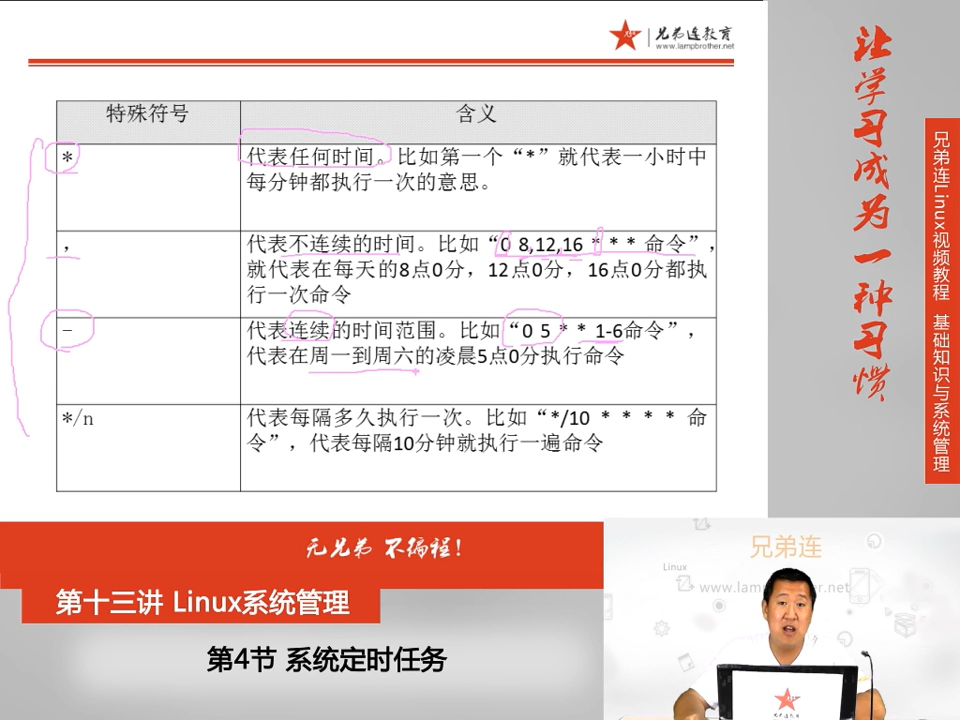 兄弟连教育
www.lampbrother.net
特殊符号 含义
* 代表任何时间。比如第一个“*”就代表一小时中
每分钟都执行一次的意思。
, 代表不连续的时间。比如“0 8,12,16 * * * 命令”,
就代表在每天的8点0分，12点0分，16点0分都执
行一次命令
- 代表连续的时间范围。比如“0 5 * * 1-6命令”,
代表在周一到周六的凌晨5点0分执行命令
*/n 代表每隔多久执行一次。比如“*/10 * * * * 命
令”，代表每隔10分钟就执行一遍命令
让学习成为一种习惯
兄弟连Linux视频教程 基础知识与系统管理
无兄弟 不编程！
第十三讲 Linux系统管理
第4节 系统定时任务
兄弟连
Linux
www.lampbrother.net